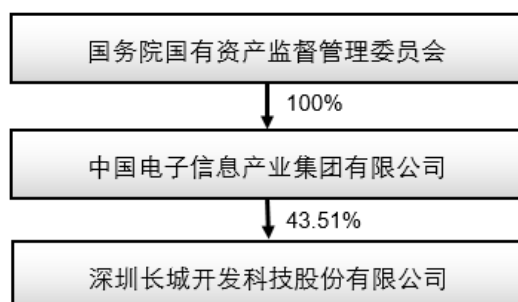 国务院国有资产监督管理委员会
100%
中国电子信息产业集团有限公司
43.51%
深圳长城开发科技股份有限公司